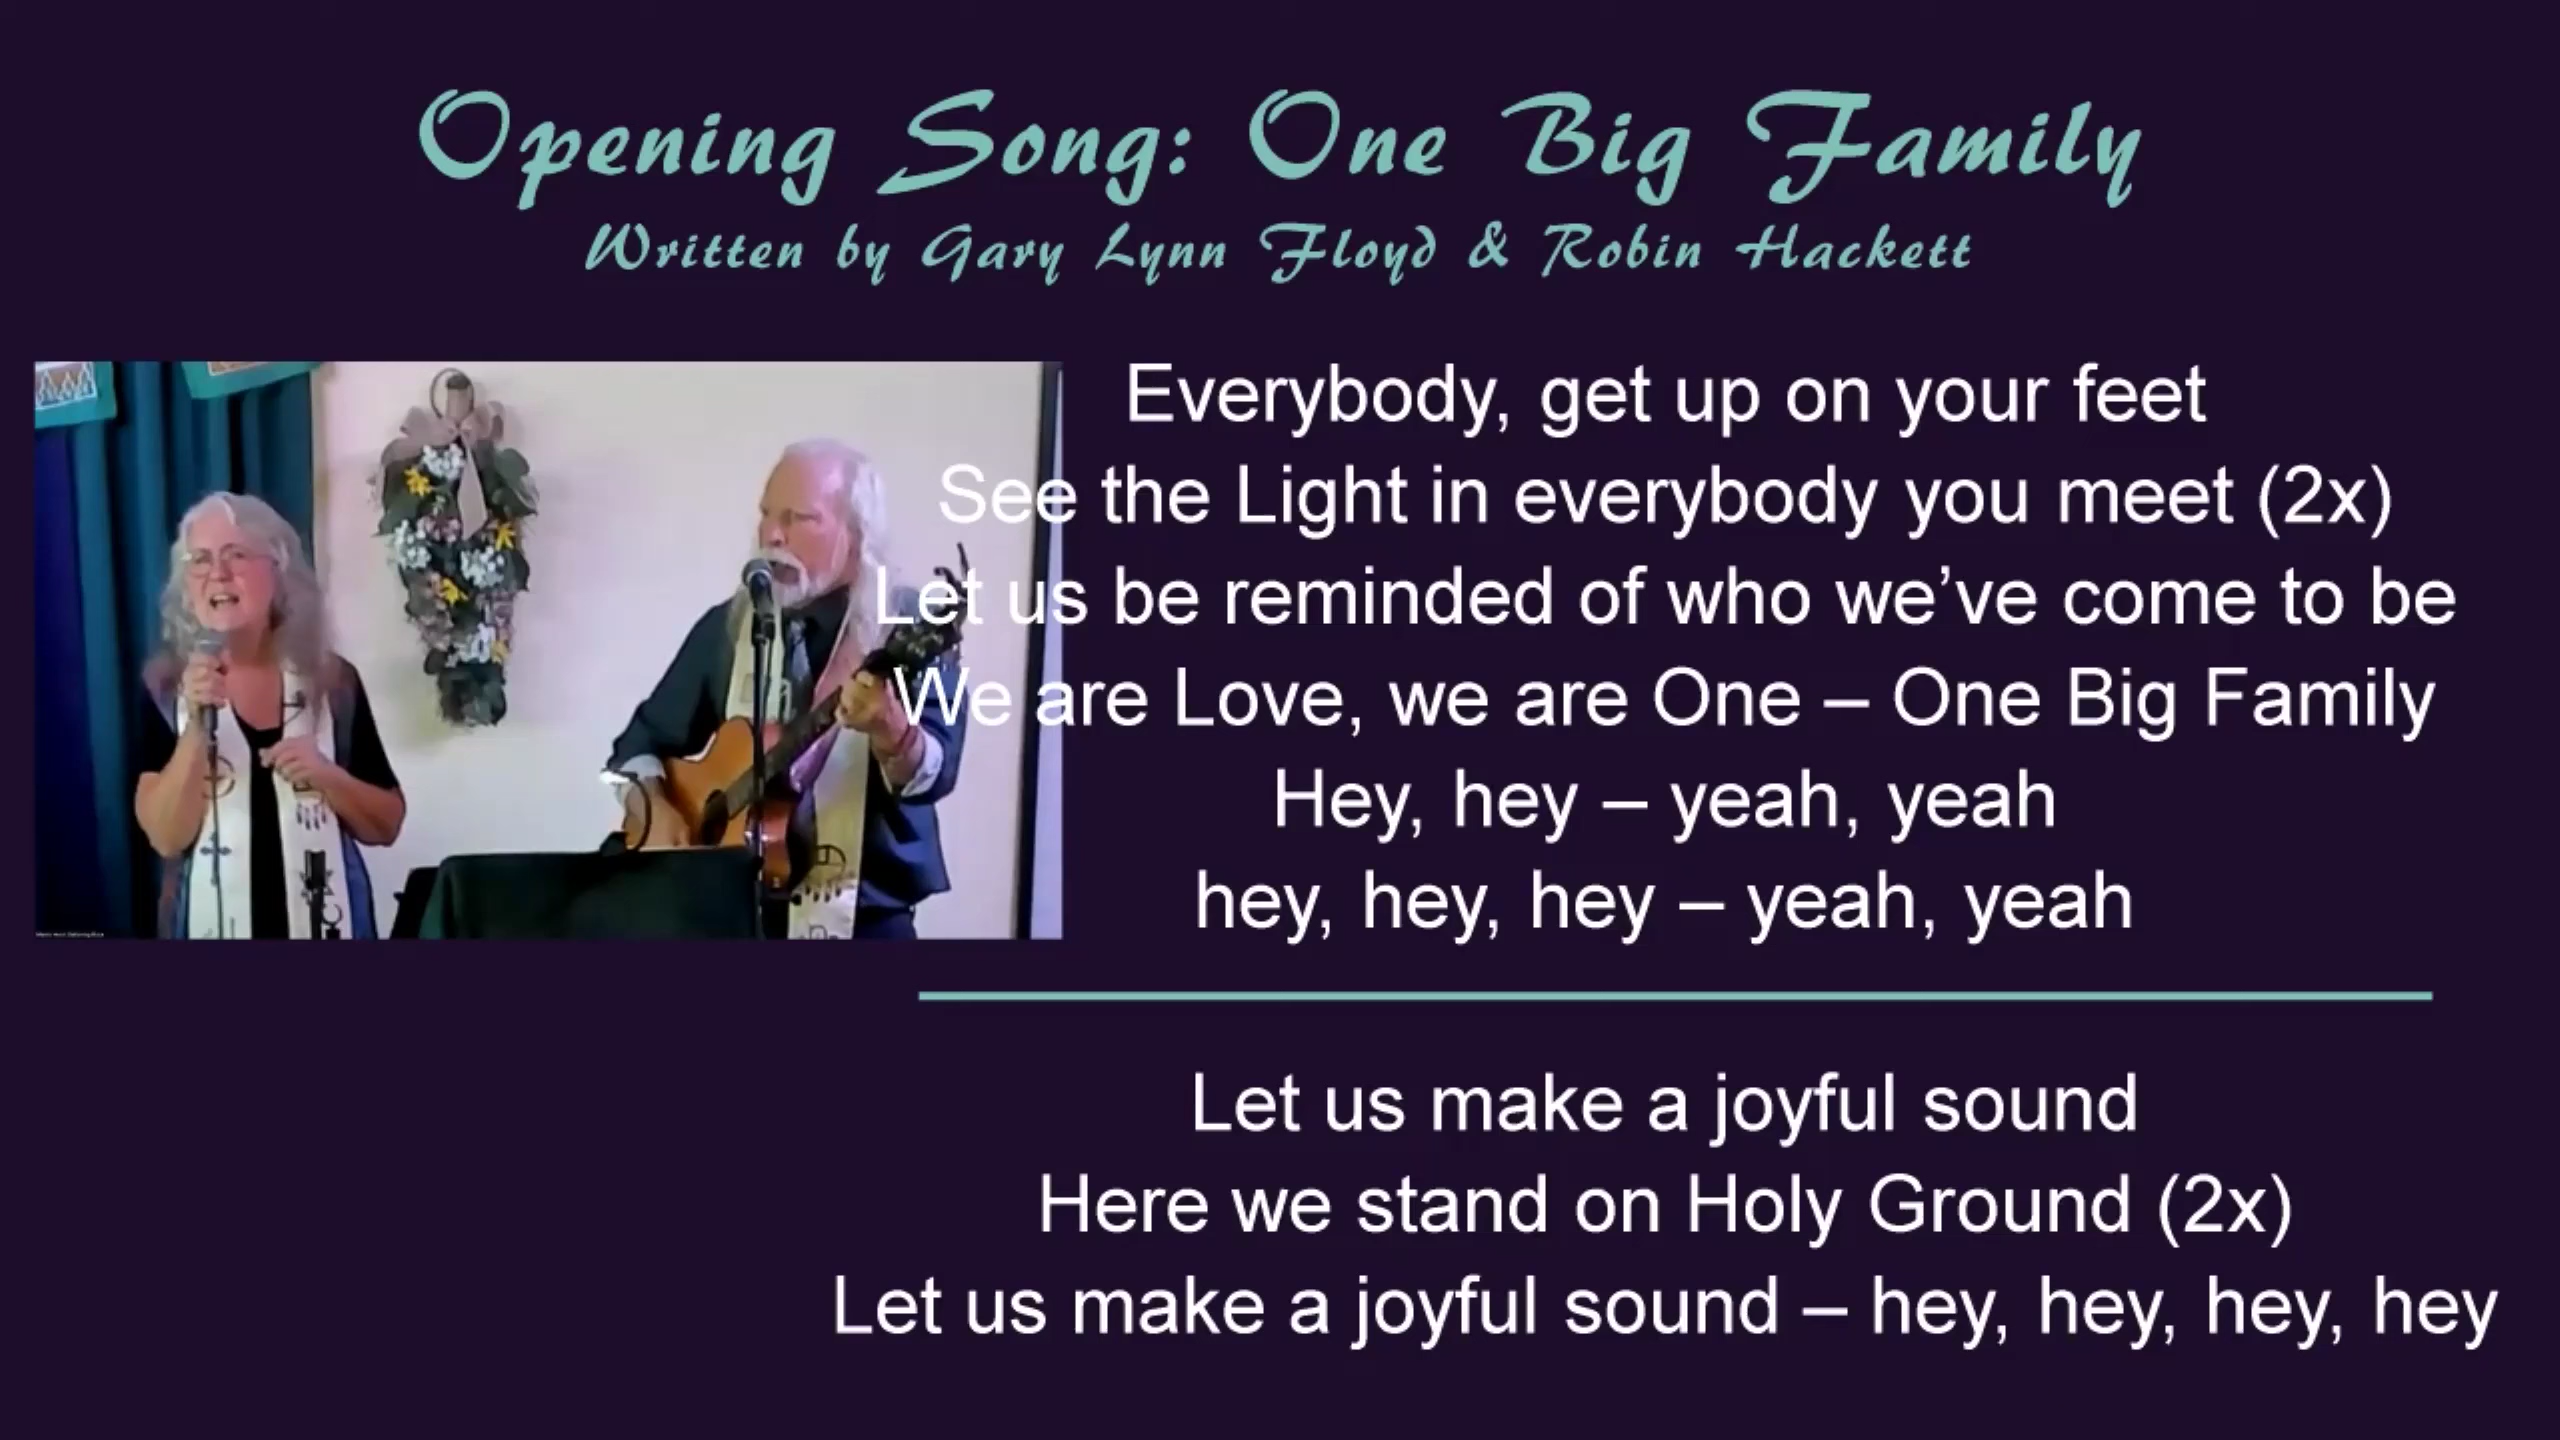 Opening Song: One Big Family
Written by Gary Lynn Floyd & Robin Hackett
Everybody, get up on your feet
See the Light in everybody you meet (2x)
Let us be reminded of who we’ve come to be
We are Love, we are One – One Big Family
Hey, hey – yeah, yeah
hey, hey, hey – yeah, yeah
Let us make a joyful sound
Here we stand on Holy Ground (2x)
Let us make a joyful sound – hey, hey, hey, hey